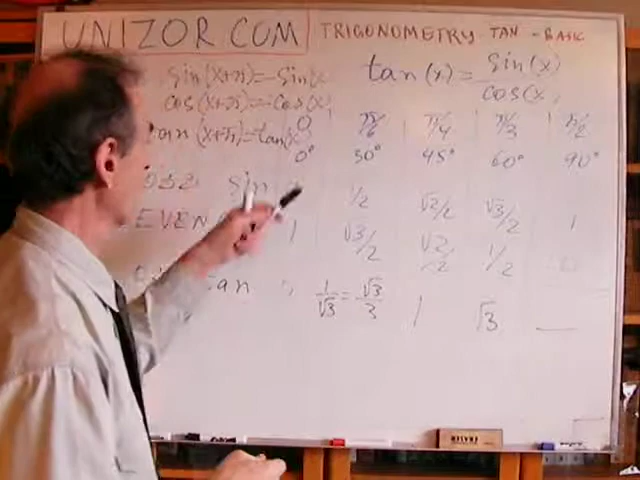 UNIZOR.COM TRIGONOMETRY TAN - BASIC
sin(x+π)=-sin(x tan(x) = sin(x)/cos(x
cos(x+π)=-cos(x)
tan(x+π)=tan(x 0 π/6 π/4 π/3 π/2
0° 30° 45° 60° 90°
sin 1/2 √2/2 √3/2 1
EVEN 1 √3/2 √2/2 1/2
tan 1/√3 = √3/3 1 √3 —